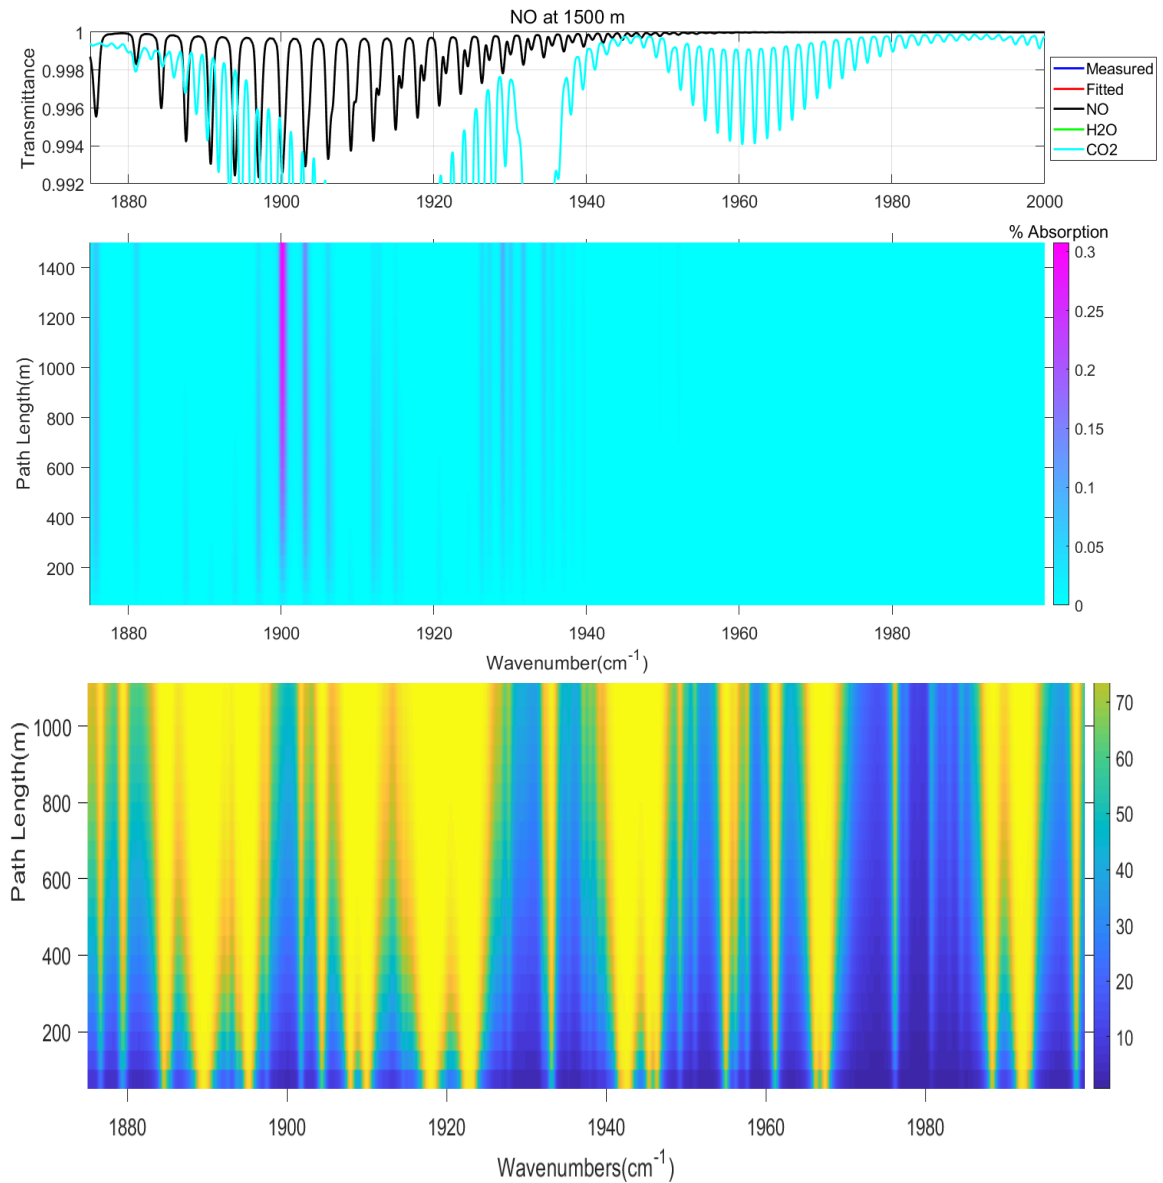 NO at 1500 m
Transmittance
1
0.998
0.996
0.994
0.992
1880 1900 1920 1940 1960 1980 2000
Measured
Fitted
NO
H2O
CO2
% Absorption
Path Length(m)
1400
1200
1000
800
600
400
200
0.3
0.25
0.2
0.15
0.1
0.05
0
1880 1900 1920 1940 1960 1980
Wavenumber(cm⁻¹)
Path Length(m)
1000
800
600
400
200
70
60
50
40
30
20
10
1880 1900 1920 1940 1960 1980
Wavenumbers(cm⁻¹)